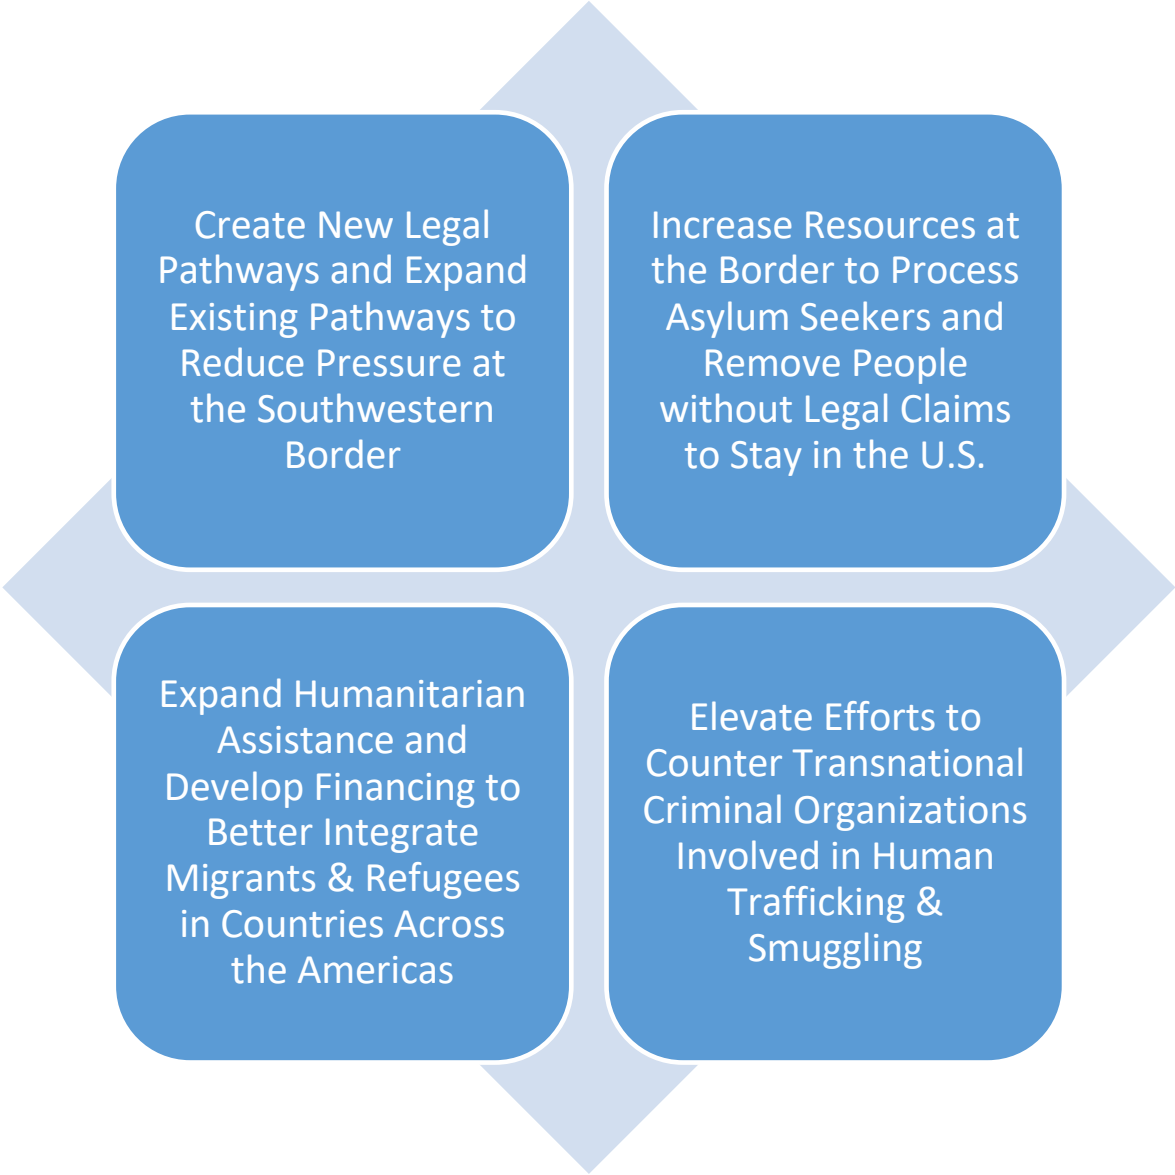 Create New Legal
Pathways and Expand
Existing Pathways to
Reduce Pressure at
the Southwestern
Border
Increase Resources at
the Border to Process
Asylum Seekers and
Remove People
without Legal Claims
to Stay in the U.S.
Expand Humanitarian
Assistance and
Develop Financing to
Better Integrate
Migrants & Refugees
in Countries Across
the Americas
Elevate Efforts to
Counter Transnational
Criminal Organizations
Involved in Human
Trafficking &
Smuggling